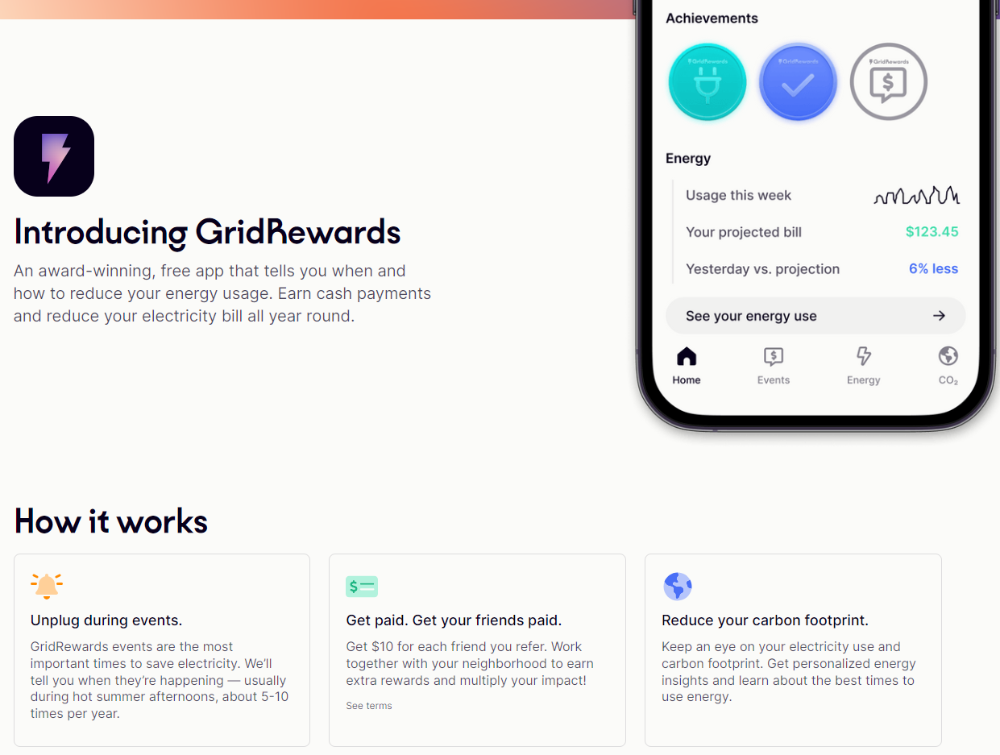 Achievements
GridRewards
GridRewards
GridRewards
$
Energy
Usage this week
Your projected bill
$123.45
Yesterday vs. projection
6% less
See your energy use
$
Home
Events
Energy
CO₂
Introducing GridRewards
An award-winning, free app that tells you when and
how to reduce your energy usage. Earn cash payments
and reduce your electricity bill all year round.
How it works
Unplug during events.
GridRewards events are the most
important times to save electricity. We’ll
tell you when they’re happening — usually
during hot summer afternoons, about 5-10
times per year.
$
Get paid. Get your friends paid.
Get $10 for each friend you refer. Work
together with your neighborhood to earn
extra rewards and multiply your impact!
See terms
Reduce your carbon footprint.
Keep an eye on your electricity use and
carbon footprint. Get personalized energy
insights and learn about the best times to
use energy.